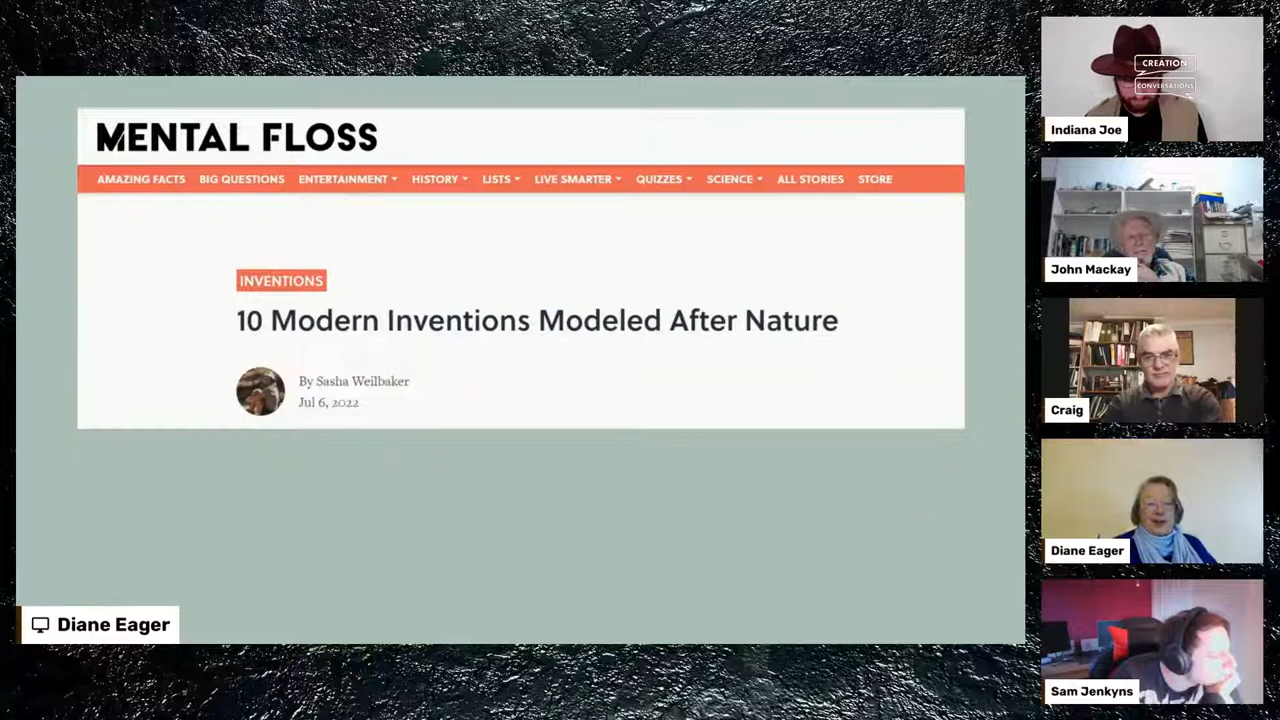 MENTAL FLOSS
AMAZING FACTS BIG QUESTIONS ENTERTAINMENT HISTORY LISTS LIVE SMARTER QUIZZES SCIENCE ALL STORIES STORE
INVENTIONS
10 Modern Inventions Modeled After Nature
By Sasha Weilbaker
Jul 6, 2022
Diane Eager
CREATION
CONVERSATIONS
Indiana Joe
John Mackay
Craig
Diane Eager
Sam Jenkyns